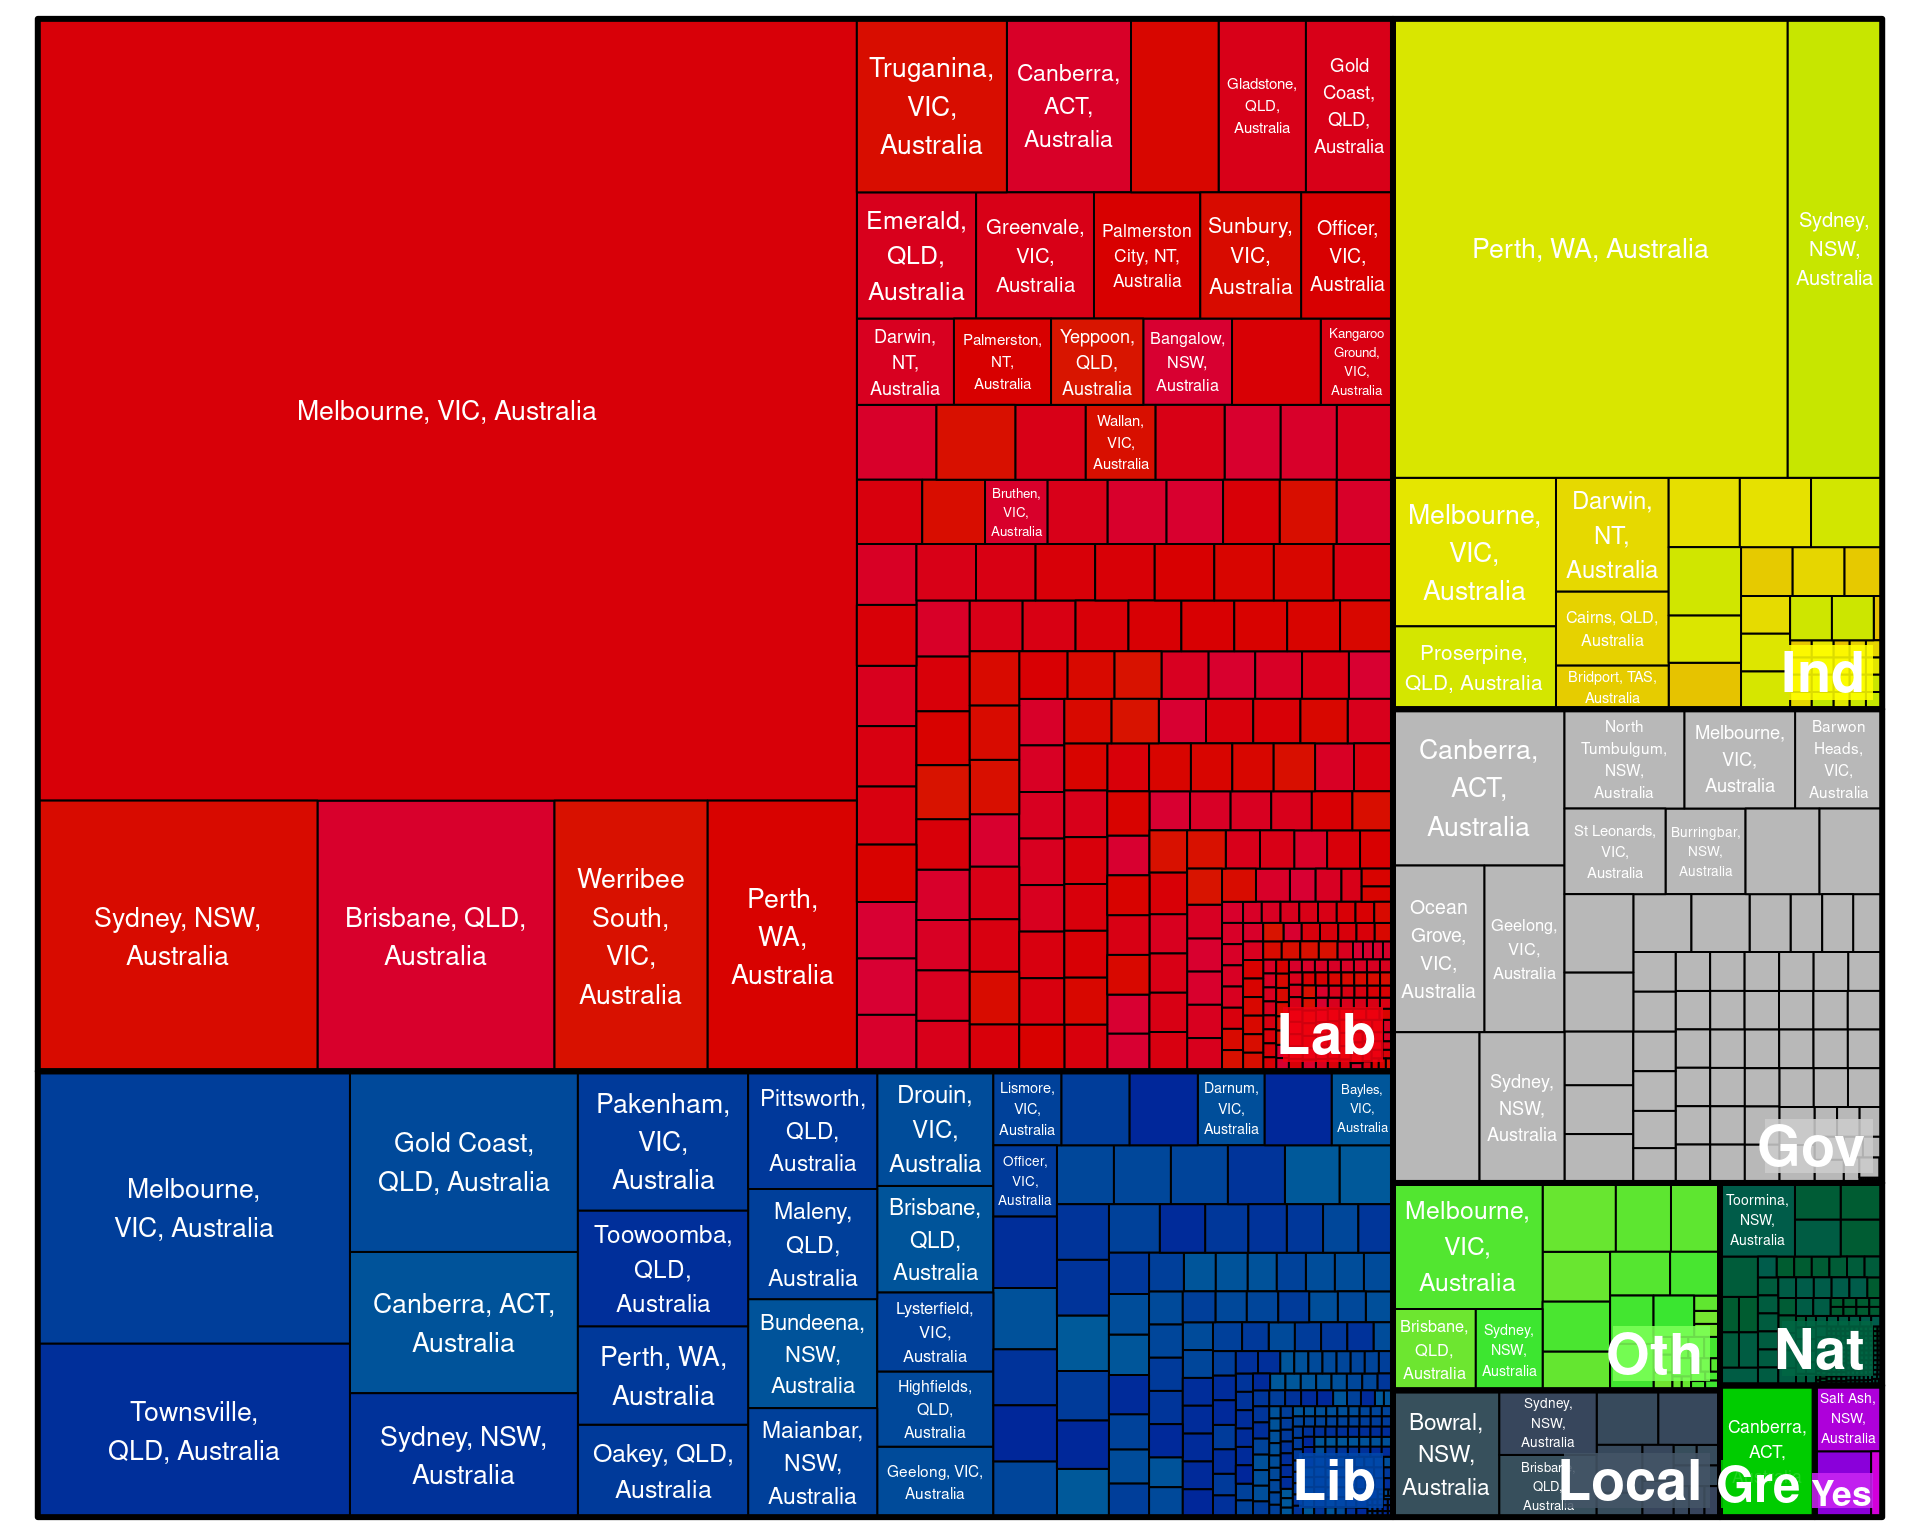 Melbourne, VIC, Australia
Sydney, NSW,
Australia
Brisbane, QLD,
Australia
Werribee
South,
VIC,
Australia
Perth,
WA,
Australia
Truganina,
VIC,
Australia
Canberra,
ACT,
Australia
Gladstone,
QLD,
Australia
Gold
Coast,
QLD,
Australia
Emerald,
QLD,
Australia
Greenvale,
VIC,
Australia
Palmerston
City, NT,
Australia
Sunbury,
VIC,
Australia
Officer,
VIC,
Australia
Darwin,
NT,
Australia
Palmerston,
NT,
Australia
Yeppoon,
QLD,
Australia
Bangalow,
NSW,
Australia
Kangaroo
Ground,
VIC,
Australia
Wallan,
VIC,
Australia
Bruthen,
VIC,
Australia
Lab
Melbourne,
VIC, Australia
Townsville,
QLD, Australia
Gold Coast,
QLD, Australia
Canberra, ACT,
Australia
Sydney, NSW,
Australia
Pakenham,
VIC,
Australia
Toowoomba,
QLD,
Australia
Perth, WA,
Australia
Oakey, QLD,
Australia
Pittsworth,
QLD,
Australia
Maleny,
QLD,
Australia
Bundeena,
NSW,
Australia
Maianbar,
NSW,
Australia
Drouin,
VIC,
Australia
Brisbane,
QLD,
Australia
Lysterfield,
VIC,
Australia
Highfields,
QLD,
Australia
Geelong, VIC,
Australia
Lismore,
VIC,
Australia
Darnum,
VIC,
Australia
Bayles,
VIC,
Australia
Officer,
VIC,
Australia
Lib
Perth, WA, Australia
Sydney,
NSW,
Australia
Melbourne,
VIC,
Australia
Proserpine,
QLD, Australia
Darwin,
NT,
Australia
Cairns, QLD,
Australia
Bridport, TAS,
Australia
Ind
Canberra,
ACT,
Australia
North
Tumbulgum,
NSW,
Australia
Melbourne,
VIC,
Australia
Barwon
Heads,
VIC,
Australia
St Leonards,
VIC,
Australia
Burringbar,
NSW,
Australia
Ocean
Grove,
VIC,
Australia
Geelong,
VIC,
Australia
Sydney,
NSW,
Australia
Gov
Melbourne,
VIC,
Australia
Brisbane,
QLD,
Australia
Sydney,
NSW,
Australia
Oth
Toormina,
NSW,
Australia
Nat
Bowral,
NSW,
Australia
Sydney,
NSW,
Australia
Brisbane,
QLD,
Australia
Local
Canberra,
ACT,
Gre
Salt Ash,
NSW,
Australia
Yes